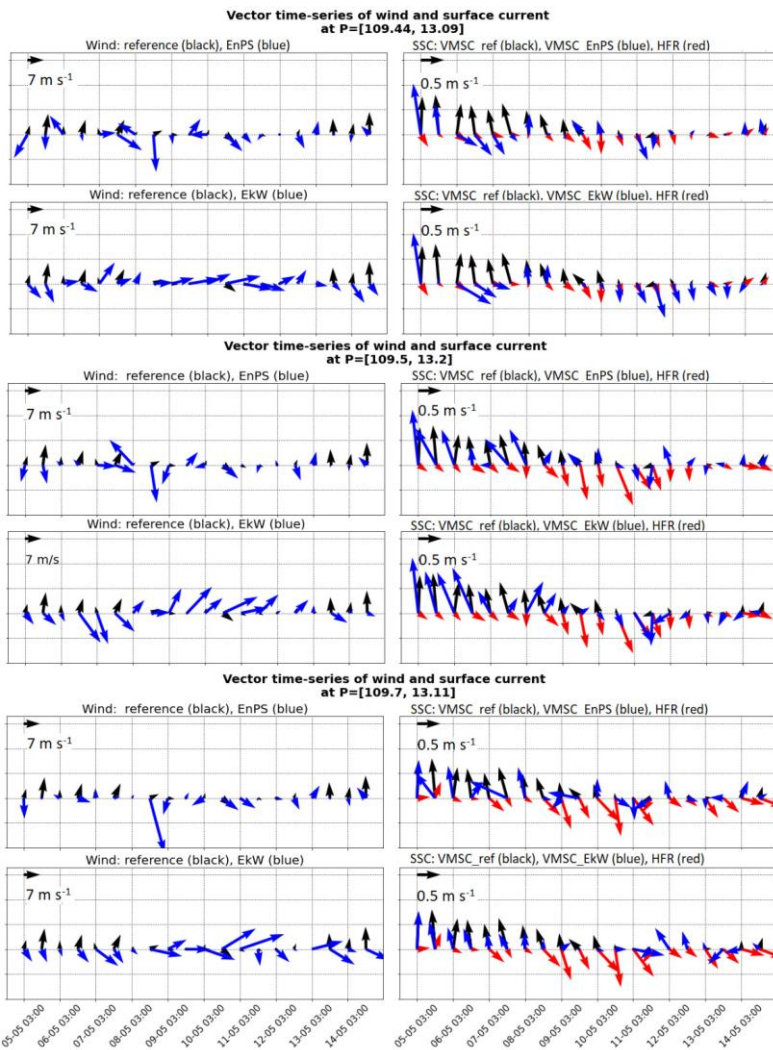 Vector time-series of wind and surface current
at P=[109.44, 13.09]
Wind: reference (black), EnPS (blue)
SSC: VMSC_ref (black), VMSC_EnPS (blue), HFR (red)
7 m s⁻¹
0.5 m s⁻¹
Wind: reference (black), EkW (blue)
SSC: VMSC_ref (black), VMSC_EkW (blue), HFR (red)
7 m s⁻¹
0.5 m s⁻¹
Vector time-series of wind and surface current
at P=[109.5, 13.2]
Wind: reference (black), EnPS (blue)
SSC: VMSC_ref (black), VMSC_EnPS (blue), HFR (red)
7 m s⁻¹
0.5 m s⁻¹
Wind: reference (black), EkW (blue)
SSC: VMSC_ref (black), VMSC_EkW (blue), HFR (red)
7 m/s
0.5 m s⁻¹
Vector time-series of wind and surface current
at P=[109.7, 13.11]
Wind: reference (black), EnPS (blue)
SSC: VMSC_ref (black), VMSC_EnPS (blue), HFR (red)
7 m s⁻¹
0.5 m s⁻¹
Wind: reference (black), EkW (blue)
SSC: VMSC_ref (black), VMSC_EkW (blue), HFR (red)
7 m s⁻¹
0.5 m s⁻¹
05-05 03:00
06-05 03:00
07-05 03:00
08-05 03:00
09-05 03:00
10-05 03:00
11-05 03:00
12-05 03:00
13-05 03:00
14-05 03:00
05-05 03:00
06-05 03:00
07-05 03:00
08-05 03:00
09-05 03:00
10-05 03:00
11-05 03:00
12-05 03:00
13-05 03:00
14-05 03:00